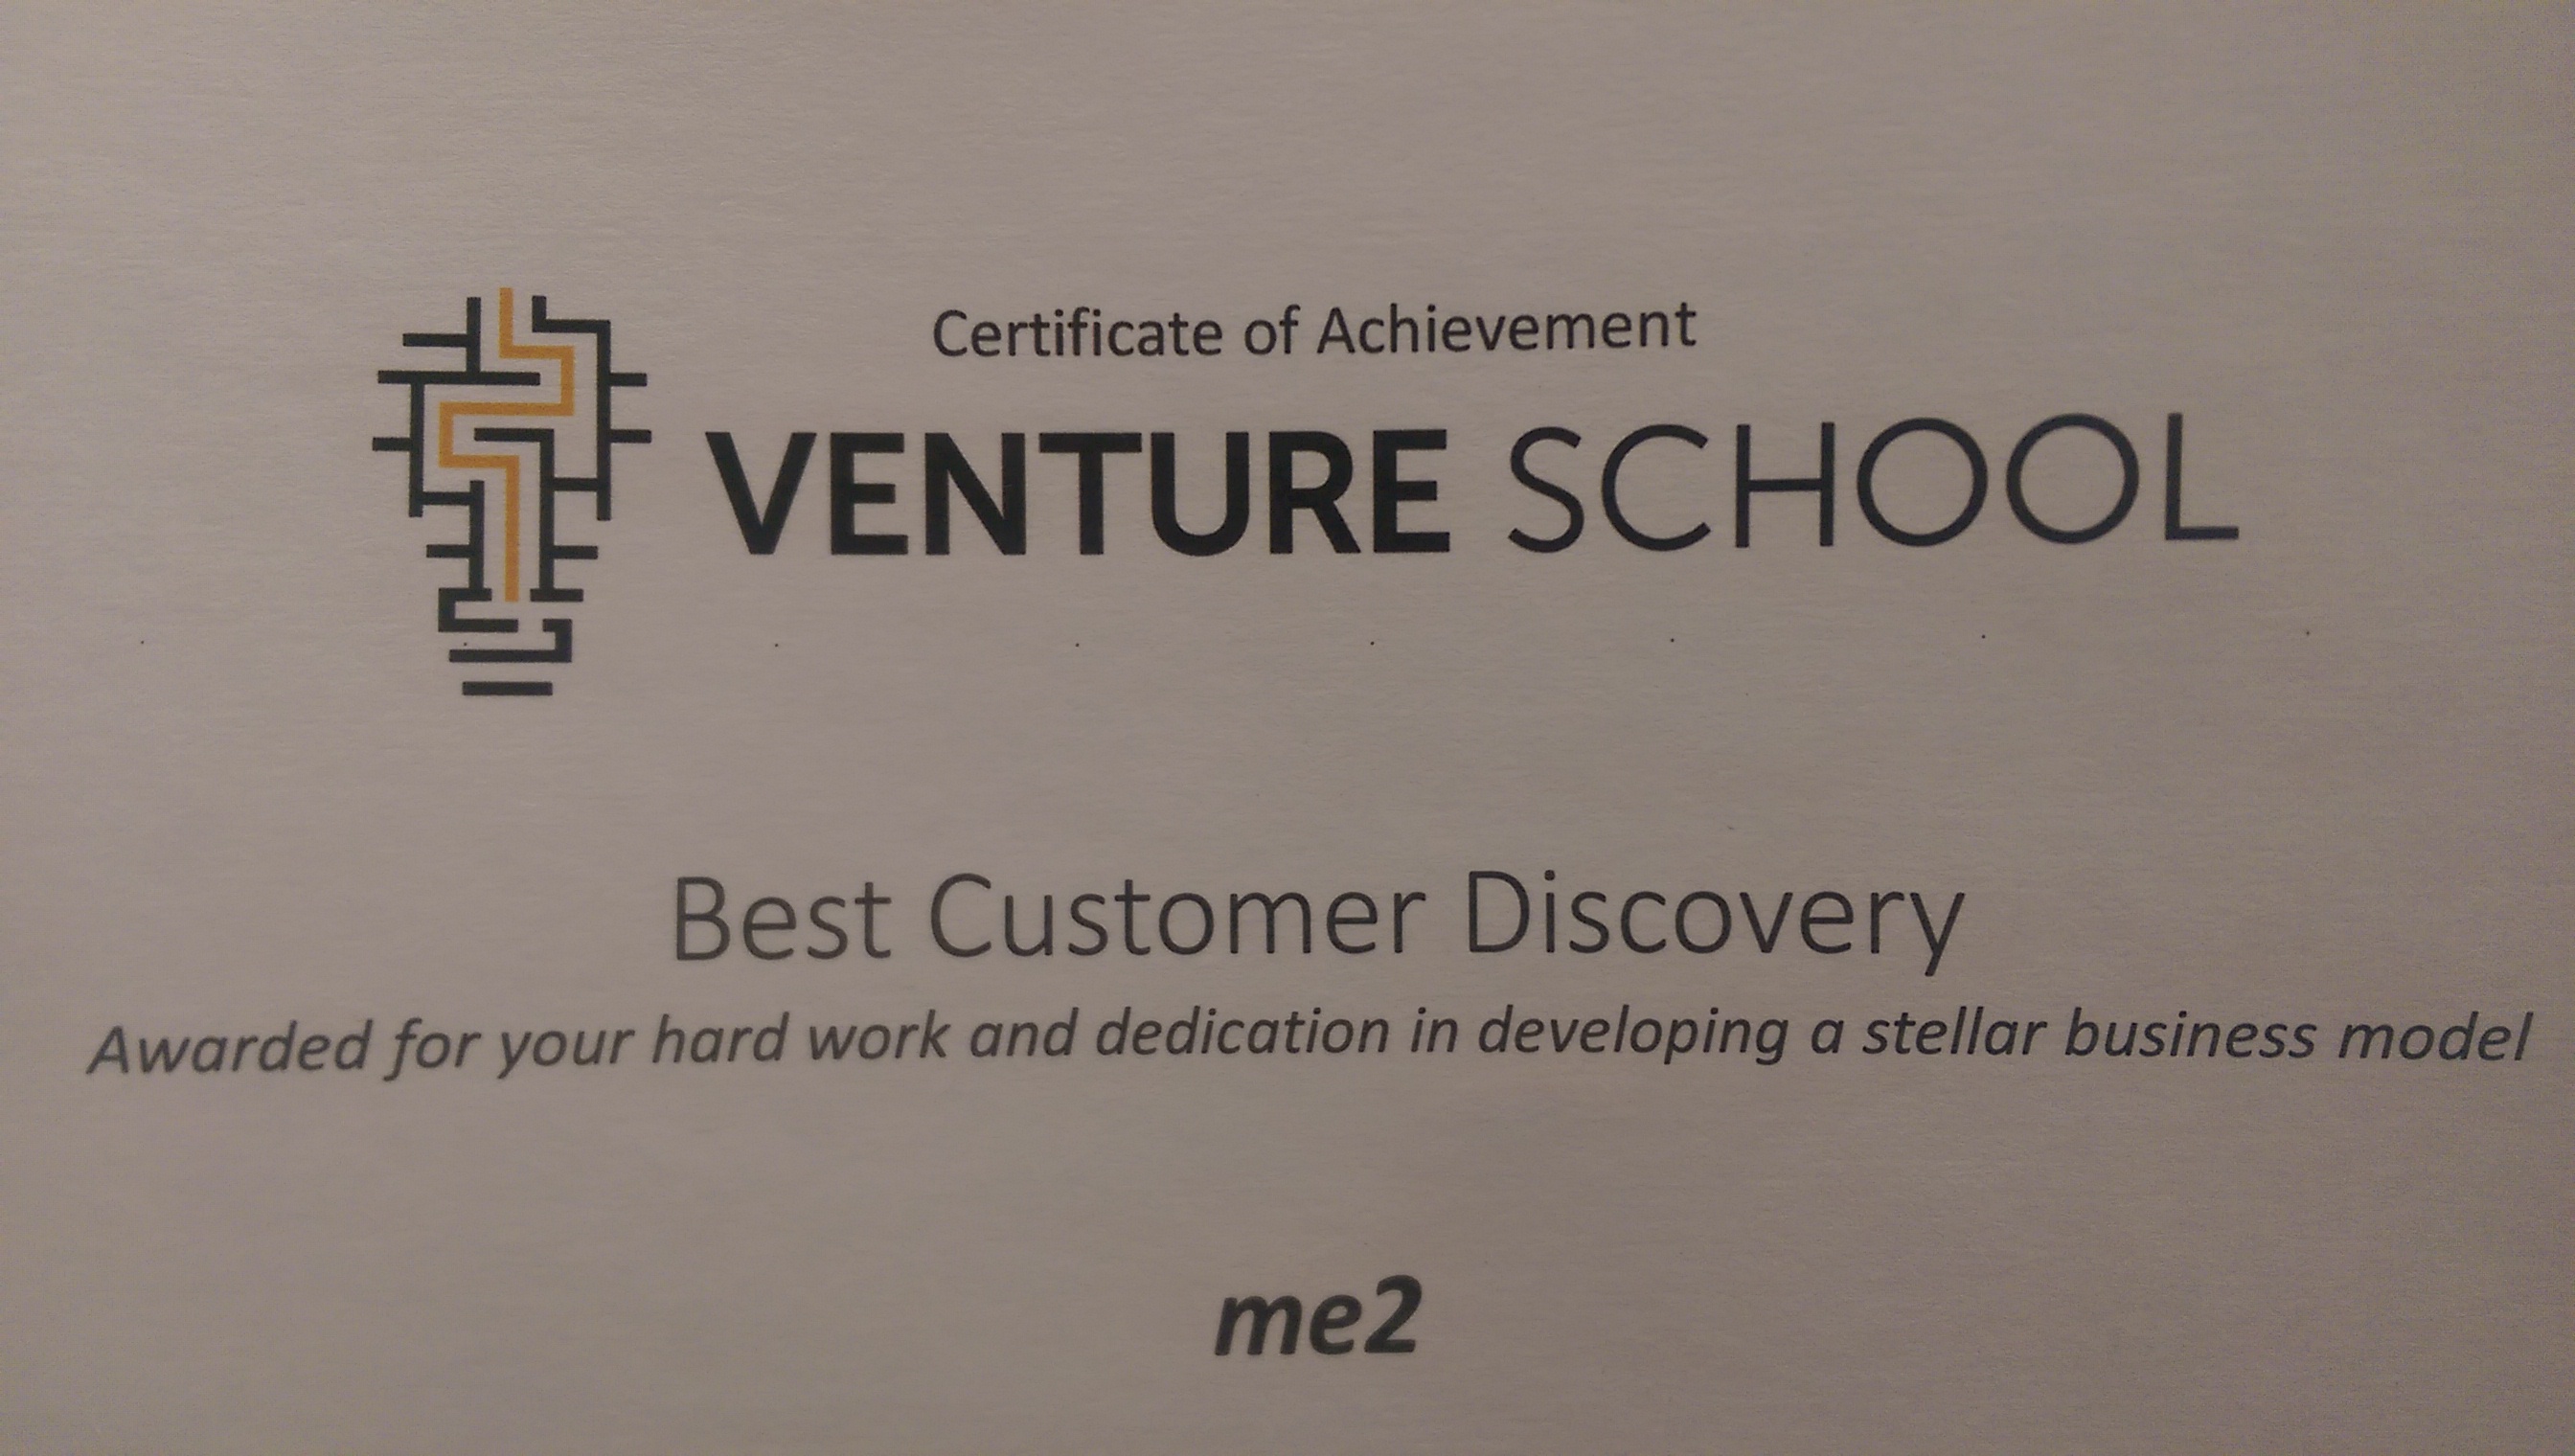 Certificate of Achievement
VENTURE SCHOOL
Best Customer Discovery
Awarded for your hard work and dedication in developing a stellar business model
me2